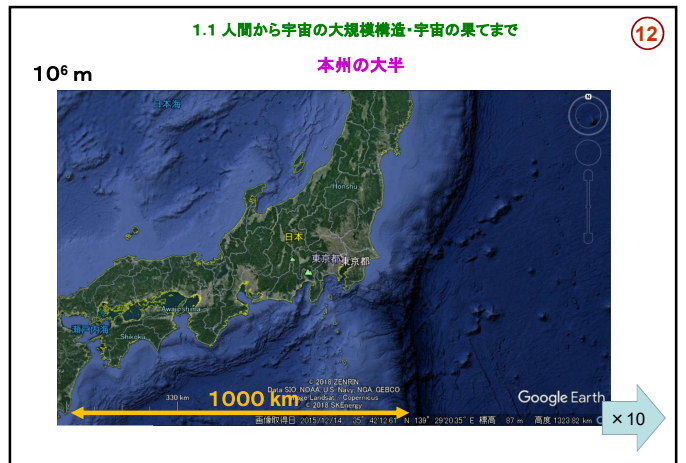 1.1 人間から宇宙の大規模構造・宇宙の果てまで
12
10⁶ m
本州の大半
日本海
N
Honshu
日本
東京都 東京都
Awaji-shima
瀬戸内海
Shikoku
© 2018 ZENRIN
Data SIO, NOAA, U.S. Navy, NGA, GEBCO
Image Landsat / Copernicus
© 2018 SK Energy
330 km
1000 km
Google Earth
画像取得日 2015/12/14 35° 42'12.61" N 139° 29'20.35" E 標高 87 m 高度 1323.82 km
×10